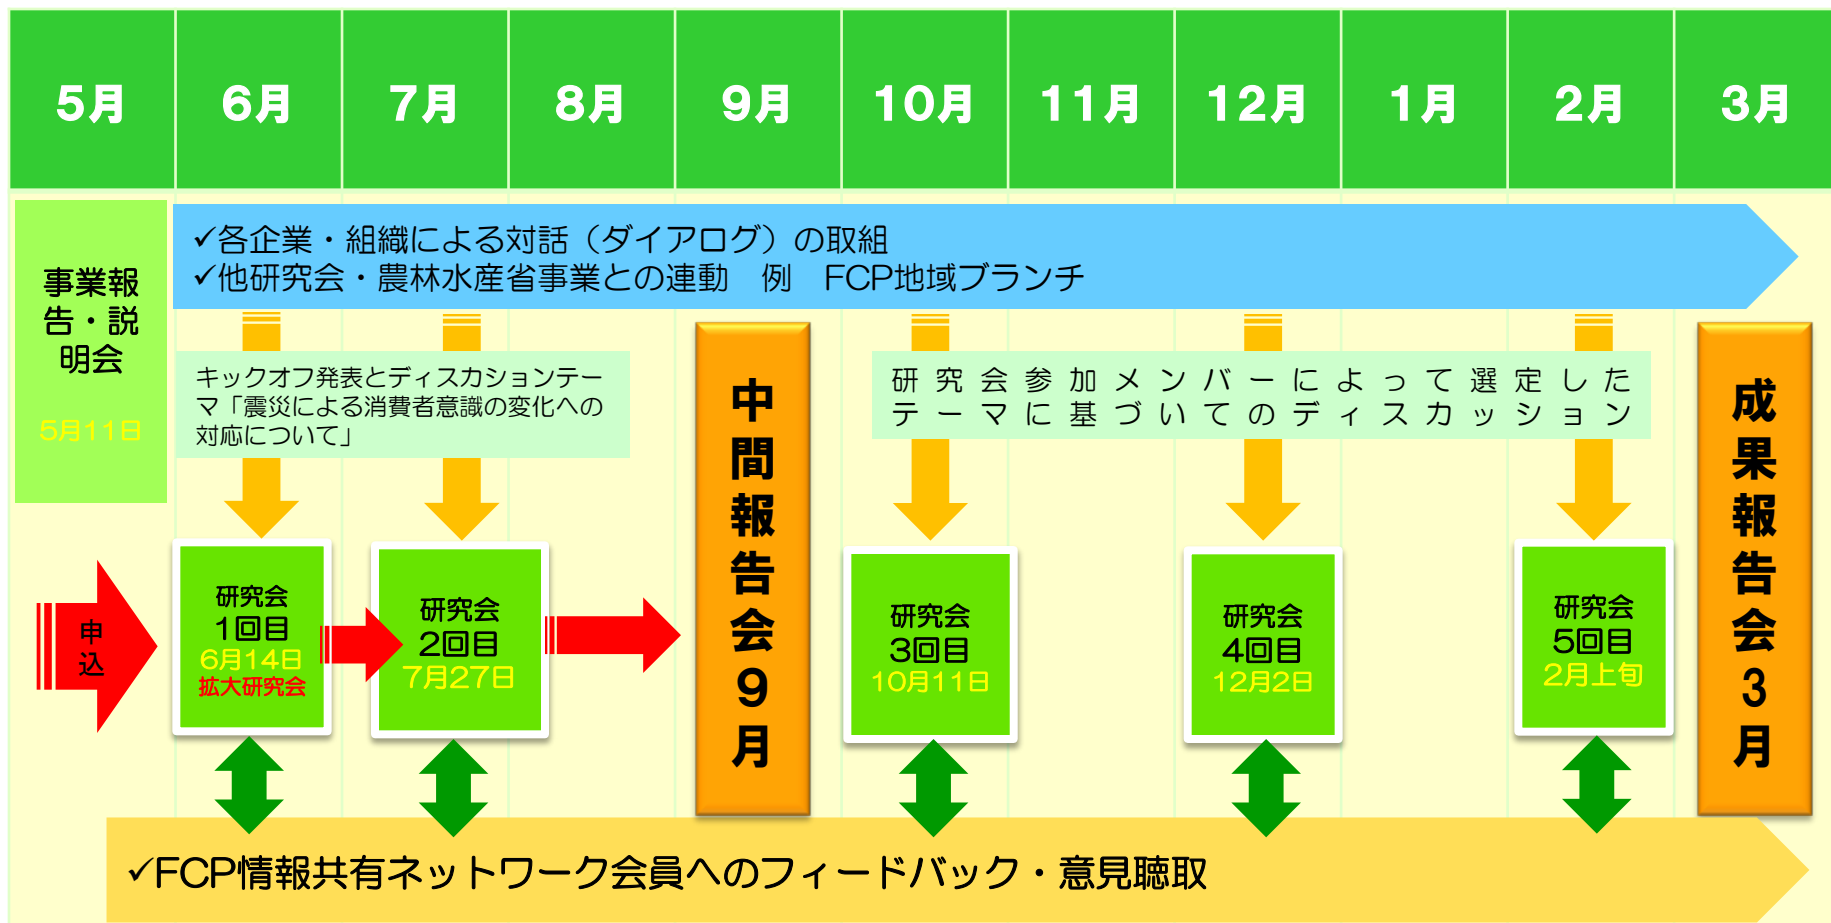 5月 6月 7月 8月 9月 10月 11月 12月 1月 2月 3月
事業報
告・説
明会
5月11日
✓各企業・組織による対話（ダイアログ）の取組
✓他研究会・農林水産省事業との連動　例　FCP地域ブランチ
キックオフ発表とディスカションテー
マ「震災による消費者意識の変化への
対応について」
中間報告会９月
研究会参加メンバーによって選定した
テーマに基づいてのディスカッション
成果報告会３月
申
込
研究会
1回目
6月14日
拡大研究会
研究会
2回目
7月27日
研究会
3回目
10月11日
研究会
4回目
12月2日
研究会
5回目
2月上旬
✓FCP情報共有ネットワーク会員へのフィードバック・意見聴取